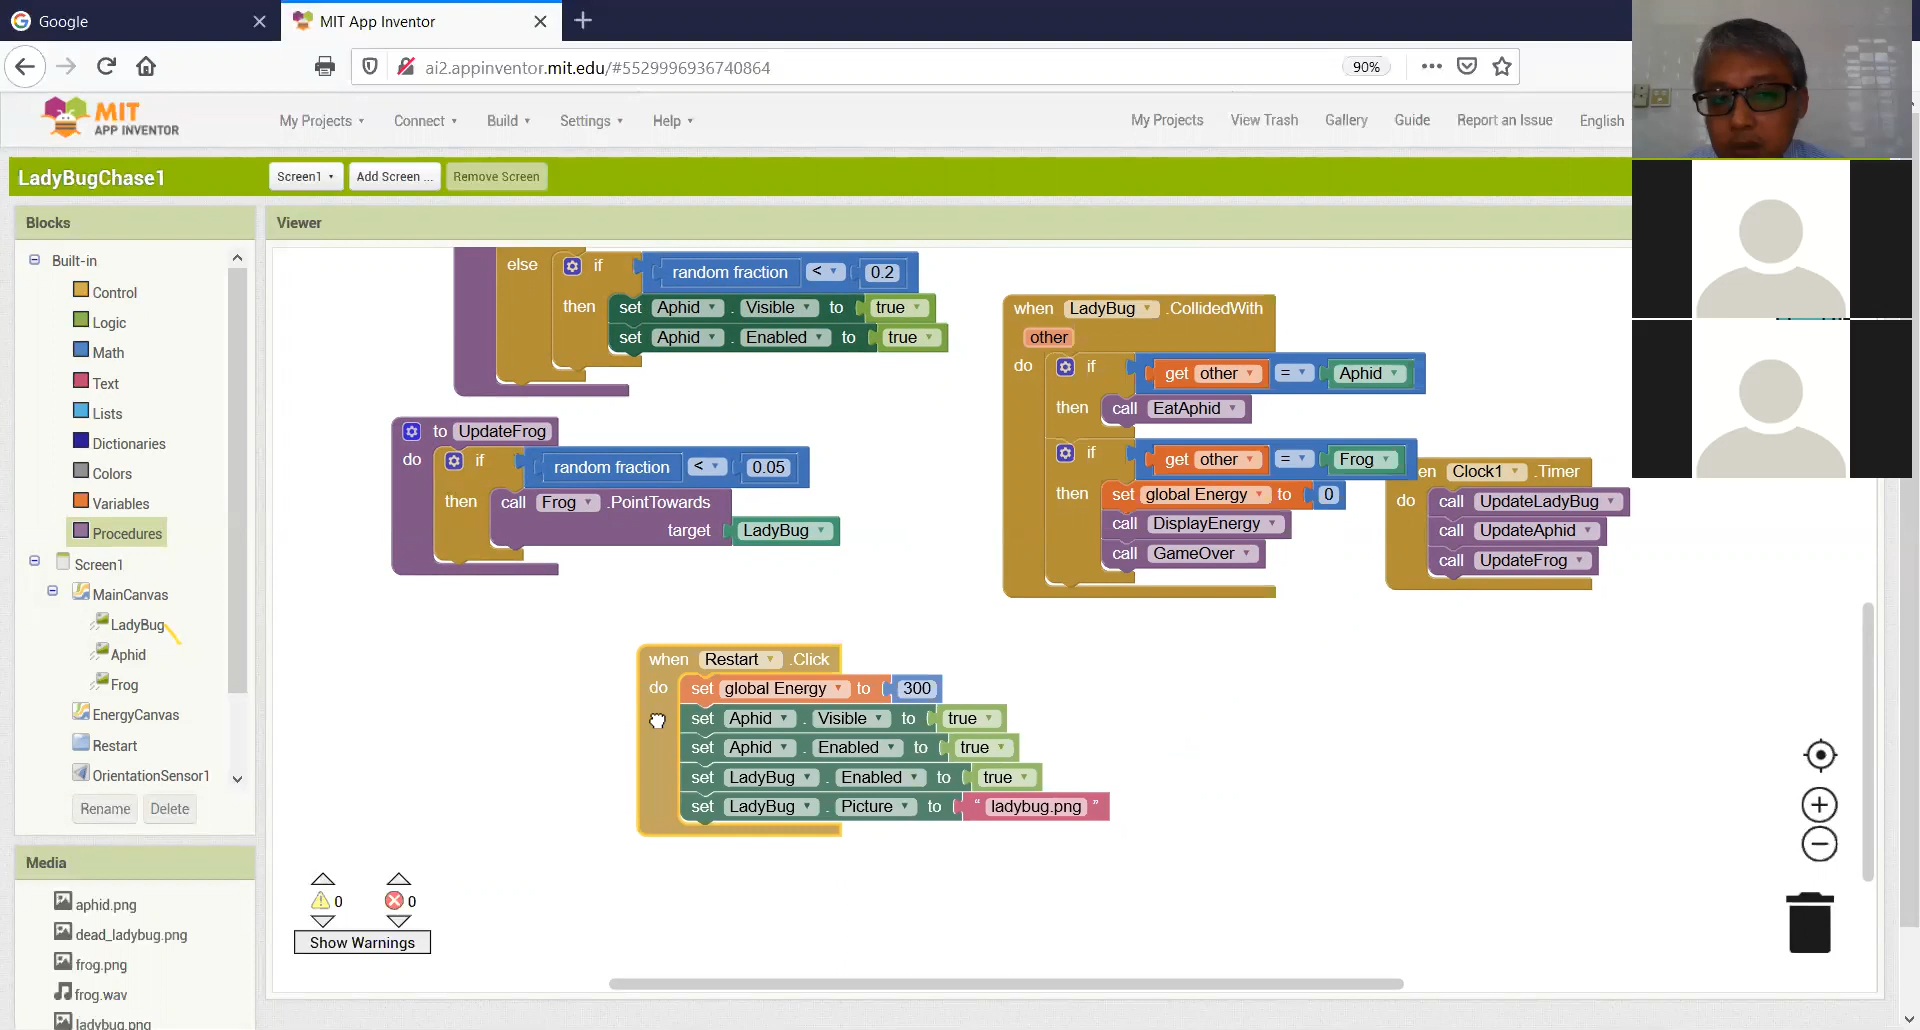 Google
MIT App Inventor
ai2.appinventor.mit.edu/#5529996936740864
90%
MIT
APP INVENTOR
My Projects
Connect
Build
Settings
Help
My Projects
View Trash
Gallery
Guide
Report an Issue
English
LadyBugChase1
Screen1
Add Screen ...
Remove Screen
Blocks
Built-in
Control
Logic
Math
Text
Lists
Dictionaries
Colors
Variables
Procedures
Screen1
MainCanvas
LadyBug
Aphid
Frog
EnergyCanvas
Restart
OrientationSensor1
Rename
Delete
Media
aphid.png
dead_ladybug.png
frog.png
frog.wav
ladybug.png
Viewer
else if random fraction < 0.2
then set Aphid . Visible to true
set Aphid . Enabled to true
to UpdateFrog
do if random fraction < 0.05
then call Frog .PointTowards
target LadyBug
when LadyBug .CollidedWith
other
do if get other = Aphid
then call EatAphid
if get other = Frog
then set global Energy to 0
call DisplayEnergy
call GameOver
en Clock1 .Timer
do call UpdateLadyBug
call UpdateAphid
call UpdateFrog
when Restart .Click
do set global Energy to 300
set Aphid . Visible to true
set Aphid . Enabled to true
set LadyBug . Enabled to true
set LadyBug . Picture to “ ladybug.png ”
0
0
Show Warnings